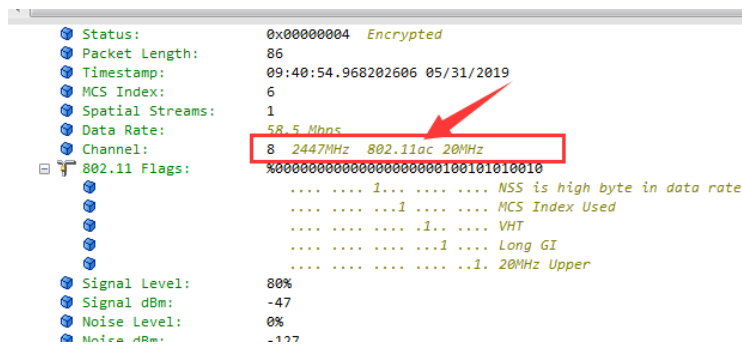 Status: 0x00000004 Encrypted
Packet Length: 86
Timestamp: 09:40:54.968202606 05/31/2019
MCS Index: 6
Spatial Streams: 1
Data Rate: 58.5 Mbps
Channel: 8 2447MHz 802.11ac 20MHz
802.11 Flags: %00000000000000000000100101010010
.... .... 1... .... .... NSS is high byte in data rate
.... .... ...1 .... .... MCS Index Used
.... .... .... .1.. .... VHT
.... .... .... ...1 .... Long GI
.... .... .... .... ..1. 20MHz Upper
Signal Level: 80%
Signal dBm: -47
Noise Level: 0%
Noise dBm: -127